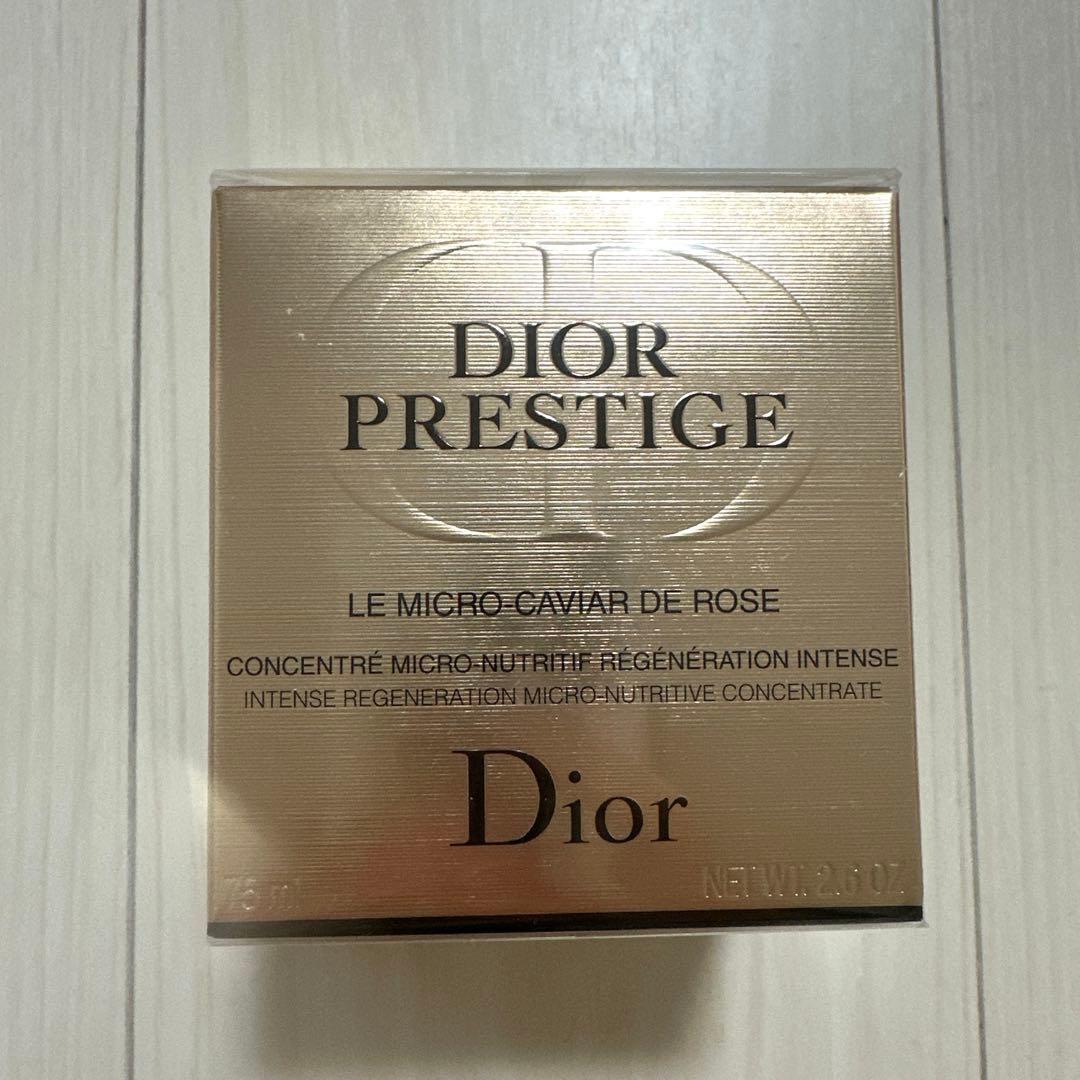 DIOR
PRESTIGE
LE MICRO-CAVIAR DE ROSE
CONCENTRÉ MICRO-NUTRITIF RÉGÉNÉRATION INTENSE
INTENSE REGENERATION MICRO-NUTRITIVE CONCENTRATE
Dior
75 ml NET WT. 2.6 OZ